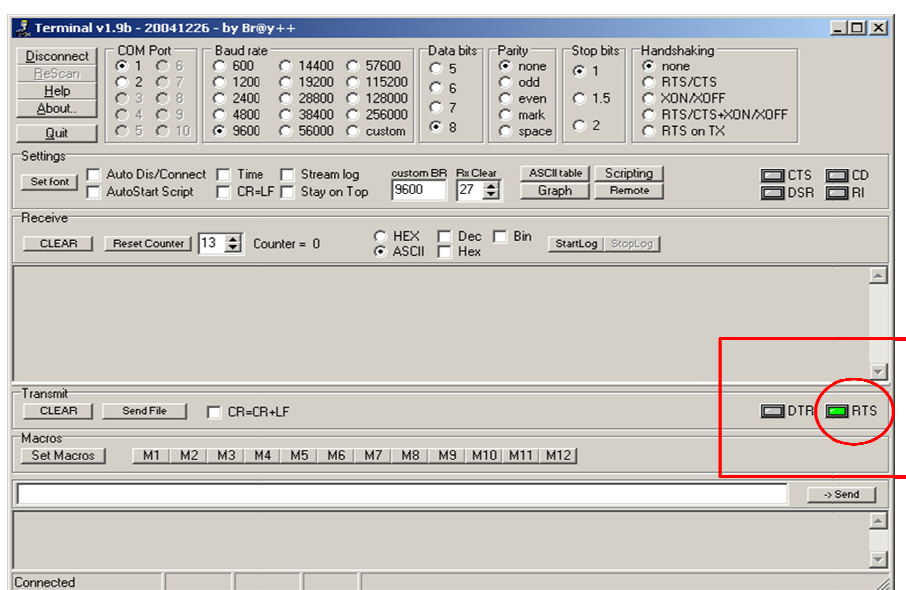 Terminal v1.9b - 20041226 - by Br@y++
Disconnect
ReScan
Help
About..
Quit
COM Port
1 6
2 7
3 8
4 9
5 10
Baud rate
600 14400 57600
1200 19200 115200
2400 28800 128000
4800 38400 256000
9600 56000 custom
Data bits
5
6
7
8
Parity
none
odd
even
mark
space
Stop bits
1
1.5
2
Handshaking
none
RTS/CTS
XON/XOFF
RTS/CTS+XON/XOFF
RTS on TX
Settings
Set font
Auto Dis/Connect Time Stream log
AutoStart Script CR=LF Stay on Top
custom BR Rx Clear
9600 27
ASCII table Scripting
Graph Remote
CTS CD
DSR RI
Receive
CLEAR Reset Counter 13 Counter = 0
HEX Dec Bin
ASCII Hex
StartLog StopLog
Transmit
CLEAR Send File CR=CR+LF DTR RTS
Macros
Set Macros M1 M2 M3 M4 M5 M6 M7 M8 M9 M10 M11 M12
-> Send
Connected